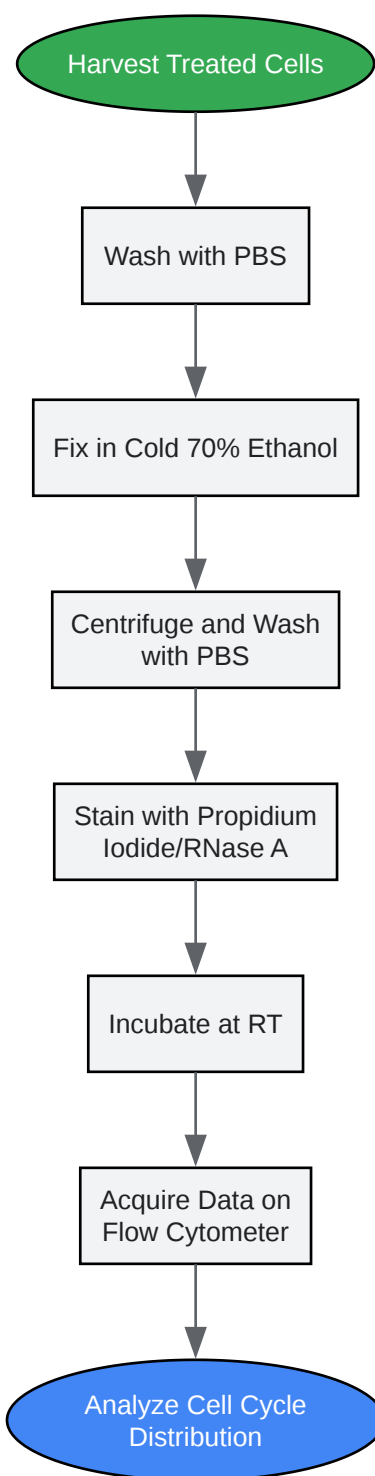 Harvest Treated Cells
Wash with PBS
Fix in Cold 70% Ethanol
Centrifuge and Wash
with PBS
Stain with Propidium
Iodide/RNase A
Incubate at RT
Acquire Data on
Flow Cytometer
Analyze Cell Cycle
Distribution